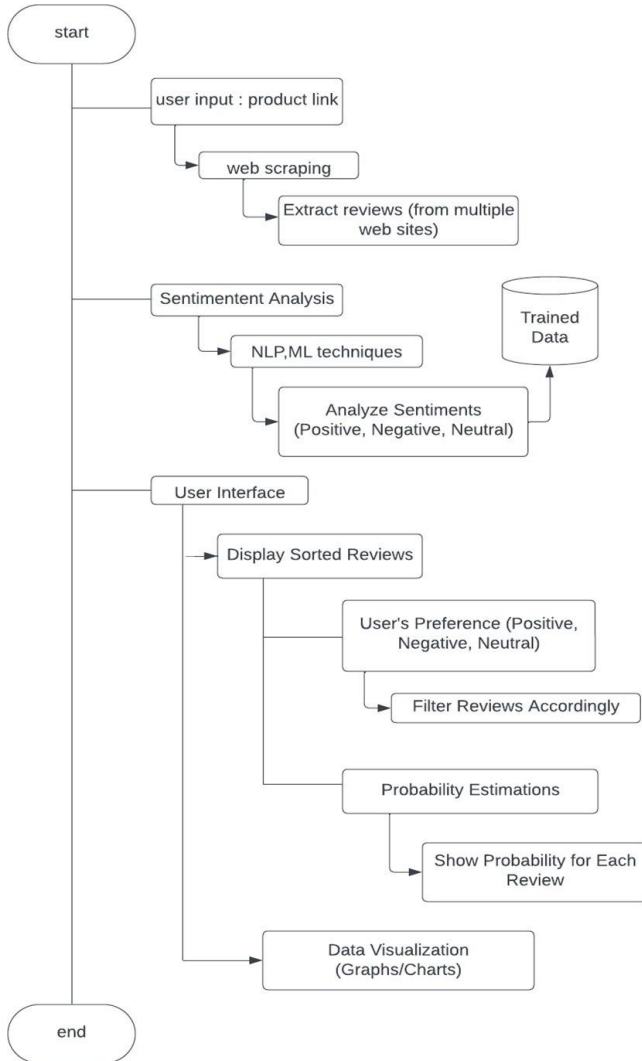 start
user input : product link
web scraping
Extract reviews (from multiple
web sites)
Sentimentent Analysis
Trained
Data
NLP,ML techniques
Analyze Sentiments
(Positive, Negative, Neutral)
User Interface
Display Sorted Reviews
User's Preference (Positive,
Negative, Neutral)
Filter Reviews Accordingly
Probability Estimations
Show Probability for Each
Review
Data Visualization
(Graphs/Charts)
end